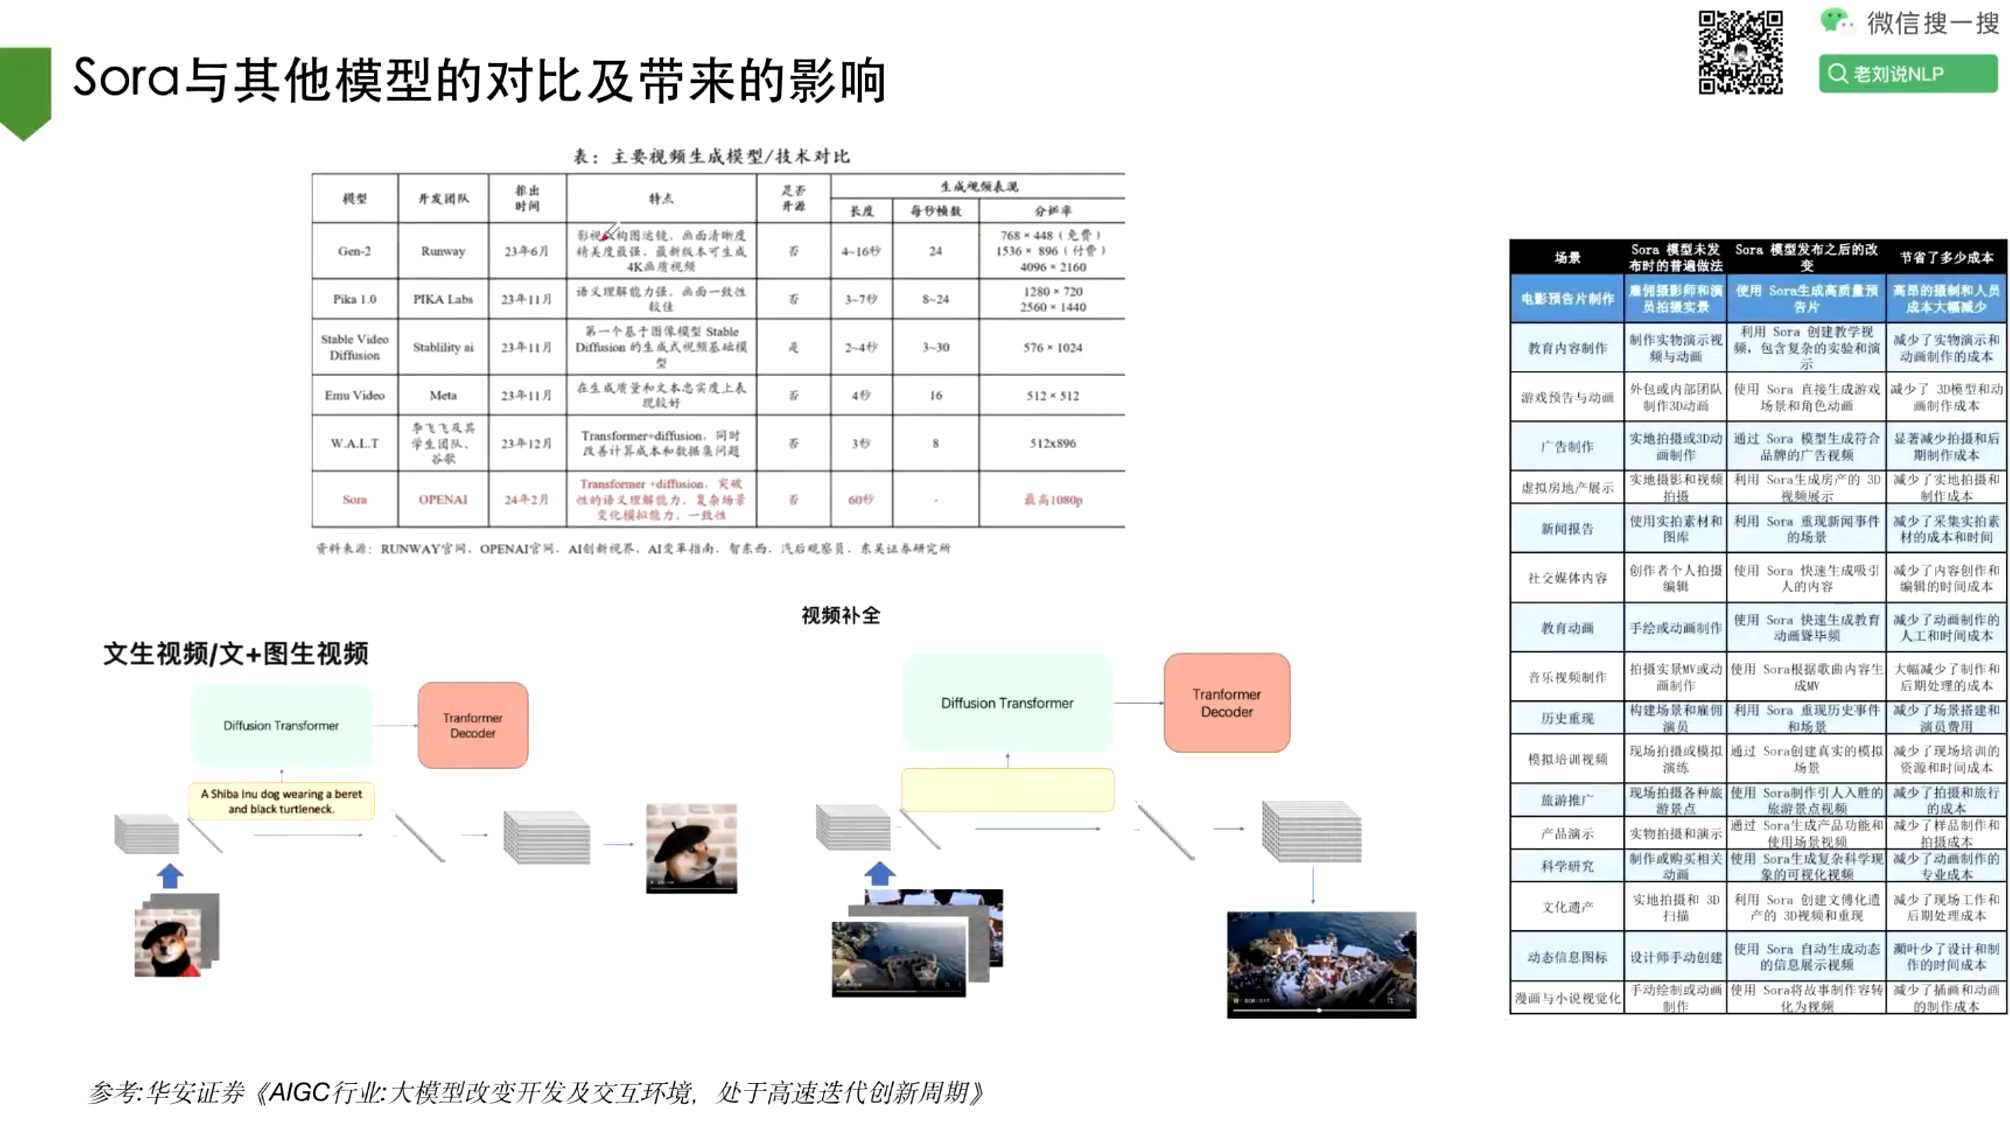 微信搜一搜
老刘说NLP
Sora与其他模型的对比及带来的影响
表：主要视频生成模型/技术对比
模型 开发团队 推出时间 特点 是否开源 生成视频表现
长度 每秒帧数 分辨率
Gen-2 Runway 23年6月 影视 构图运镜、画面清晰度精美度最强、最新版本可生成4K画质视频 否 4~16秒 24 768×448（免费） 1536×896（付费） 4096×2160
Pika 1.0 PIKA Labs 23年11月 语义理解能力强、画面一致性较佳 否 3~7秒 8~24 1280×720 2560×1440
Stable Video Diffusion Stablility ai 23年11月 第一个基于图像模型 Stable Diffusion 的生成式视频基础模型 是 2~4秒 3~30 576×1024
Emu Video Meta 23年11月 在生成质量和文本忠实度上表现较好 否 4秒 16 512×512
W.A.L.T 李飞飞及其学生团队、谷歌 23年12月 Transformer+diffusion，同时改善计算成本和数据集问题 否 3秒 8 512x896
Sora OPENAI 24年2月 Transformer +diffusion、突破性的语义理解能力、复杂场景变化模拟能力、一致性 否 60秒 - 最高1080p
资料来源：RUNWAY官网、OPENAI官网、AI创新视界、AI变革指南、智东西、汽后观察员、东吴证券研究所
文生视频/文+图生视频
Diffusion Transformer
Tranformer
Decoder
A Shiba Inu dog wearing a beret
and black turtleneck.
视频补全
Diffusion Transformer
Tranformer
Decoder
场景 Sora 模型未发布时的普遍做法 Sora 模型发布之后的改变 节省了多少成本
电影预告片制作 雇佣摄影师和演员拍摄实景 使用 Sora生成高质量预告片 高昂的摄制和人员成本大幅减少
教育内容制作 制作实物演示视频与动画 利用 Sora 创建教学视频，包含复杂的实验和演示 减少了实物演示和动画制作的成本
游戏预告与动画 外包或内部团队制作3D动画 使用 Sora 直接生成游戏场景和角色动画 减少了 3D模型和动画制作成本
广告制作 实地拍摄或3D动画制作 通过 Sora 模型生成符合品牌的广告视频 显著减少拍摄和后期制作成本
虚拟房地产展示 实地摄影和视频拍摄 利用 Sora生成房产的 3D视频展示 减少了实地拍摄和制作成本
新闻报告 使用实拍素材和图库 利用 Sora 重现新闻事件的场景 减少了采集实拍素材的成本和时间
社交媒体内容 创作者个人拍摄编辑 使用 Sora 快速生成吸引人的内容 减少了内容创作和编辑的时间成本
教育动画 手绘或动画制作 使用 Sora 快速生成教育动画 减少了动画制作的人工和时间成本
音乐视频制作 拍摄实景MV或动画制作 使用 Sora根据歌曲内容生成MV 大幅减少了制作和后期处理的成本
历史重现 构建场景和雇佣演员 利用 Sora 重现历史事件和场景 减少了场景搭建和演员费用
模拟培训视频 现场拍摄或模拟演练 通过 Sora创建真实的模拟场景 减少了现场培训的资源和时间成本
旅游推广 现场拍摄各种旅游景点 使用 Sora制作引人入胜的旅游景点视频 减少了拍摄和旅行的成本
产品演示 实物拍摄和演示 通过 Sora生成产品功能和使用场景视频 减少了样品制作和拍摄成本
科学研究 制作或购买相关动画 使用 Sora生成复杂科学现象的可视化视频 减少了动画制作的专业成本
文化遗产 实地拍摄和 3D扫描 利用 Sora 创建文傅化遗产的 3D视频和重现 减少了现场工作和后期处理成本
动态信息图标 设计师手动创建 使用 Sora 自动生成动态的信息展示视频 少了设计和制作的时间成本
漫画与小说视觉化 手动绘制或动画制作 使用 Sora将故事制作容转化为视频 减少了插画和动画的制作成本
参考:华安证券《AIGC行业:大模型改变开发及交互环境，处于高速迭代创新周期》